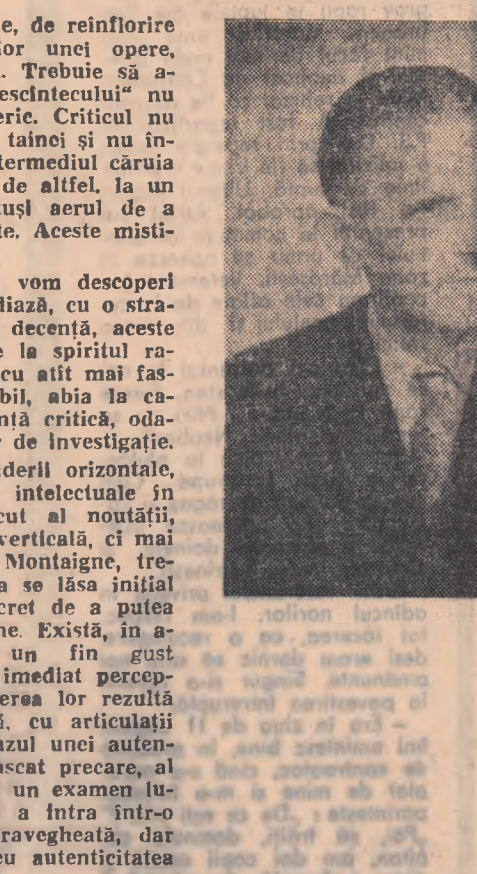 e, de reînflorire
ior unei opere,
. Trebuie să a-
escîntecului“ nu
erie. Criticul nu
tainei și nu în-
termediul căruia
de altfel, la un
uși aerul de a
te. Aceste misti-
vom descoperi
diază, cu o stra-
decență, aceste
e la spiritul ra-
cu atît mai fas-
bil, abia la ca-
nță critică, oda-
r de investigație.
derii orizontale,
intelectuale în
cut al noutății,
verticală, ci mai
Montaigne, tre-
a se lăsa inițial
cret de a putea
ne. Există, în a-
un fin gust
imediat percep-
erea lor rezultă
ă, cu articulații
azul unei auten-
ascat precare, al
un examen lu-
a intra într-o
ravegheată, dar
eu autenticitatea